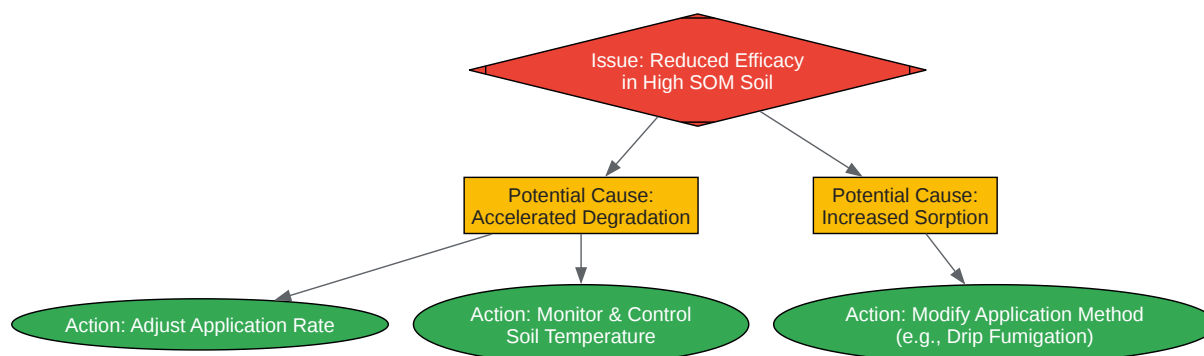 Issue: Reduced Efficacy
in High SOM Soil
Potential Cause:
Accelerated Degradation
Potential Cause:
Increased Sorption
Action: Adjust Application Rate
Action: Monitor & Control
Soil Temperature
Action: Modify Application Method
(e.g., Drip Fumigation)